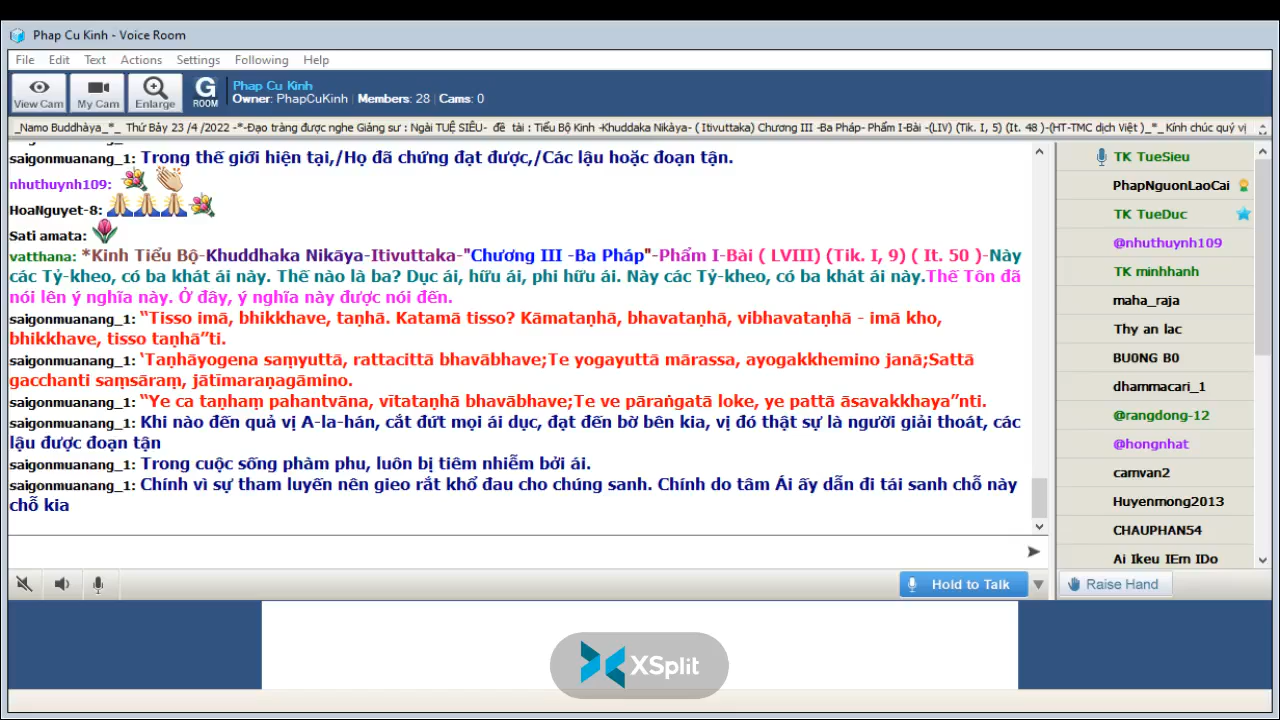 Phap Cu Kinh - Voice Room
File Edit Text Actions Settings Following Help
View Cam
My Cam
Enlarge
G
ROOM
Phap Cu Kinh
Owner: PhapCuKinh | Members: 28 | Cams: 0
_Namo Buddhàya_*_ Thứ Bảy 23 /4 /2022 -*-Đạo tràng được nghe Giảng sư : Ngài TUỆ SIÊU- đề tài : Tiểu Bộ Kinh -Khuddaka Nikàya- ( Itivuttaka) Chương III -Ba Pháp- Phẩm I-Bài -(LIV) (Tik. I, 5) (It. 48 )-(HT-TMC dịch Việt )_*_Kính chúc quý vị
saigonmuanang_1: Trong thế giới hiện tại,/Họ đã chứng đạt được,/Các lậu hoặc đoạn tận.
nhuthuynh109:
HoaNguyet-8:
Sati amata:
vatthana: *Kinh Tiểu Bộ-Khuddhaka Nikāya-Itivuttaka-"Chương III -Ba Pháp"-Phẩm I-Bài ( LVIII) (Tik. I, 9) ( It. 50 )-Này
các Tỷ-kheo, có ba khát ái này. Thế nào là ba? Dục ái, hữu ái, phi hữu ái. Này các Tỷ-kheo, có ba khát ái này.Thế Tôn đã
nói lên ý nghĩa này. Ở đây, ý nghĩa này được nói đến.
saigonmuanang_1: “Tisso imā, bhikkhave, taṇhā. Katamā tisso? Kāmataṇhā, bhavataṇhā, vibhavataṇhā - imā kho,
bhikkhave, tisso taṇhā”ti.
saigonmuanang_1: ‘Taṇhāyogena saṃyuttā, rattacittā bhavābhave;Te yogayuttā mārassa, ayogakkhemino janā;Sattā
gacchanti saṃsāraṃ, jātīmaraṇagāmino.
saigonmuanang_1: “Ye ca taṇhaṃ pahantvāna, vītataṇhā bhavābhave;Te ve pāraṅgatā loke, ye pattā āsavakkhaya”nti.
saigonmuanang_1: Khi nào đến quả vị A-la-hán, cắt đứt mọi ái dục, đạt đến bờ bên kia, vị đó thật sự là người giải thoát, các
lậu được đoạn tận
saigonmuanang_1: Trong cuộc sống phàm phu, luôn bị tiêm nhiễm bởi ái.
saigonmuanang_1: Chính vì sự tham luyến nên gieo rắt khổ đau cho chúng sanh. Chính do tâm Ái ấy dẫn đi tái sanh chỗ này
chỗ kia
TK TueSieu
PhapNguonLaoCai
TK TueDuc
@nhuthuynh109
TK minhhanh
maha_raja
Thy an lac
BU0NG B0
dhammacari_1
@rangdong-12
@hongnhat
camvan2
Huyenmong2013
CHAUPHAN54
Ai Ikeu IEm IDo
Hold to Talk
Raise Hand
XSplit